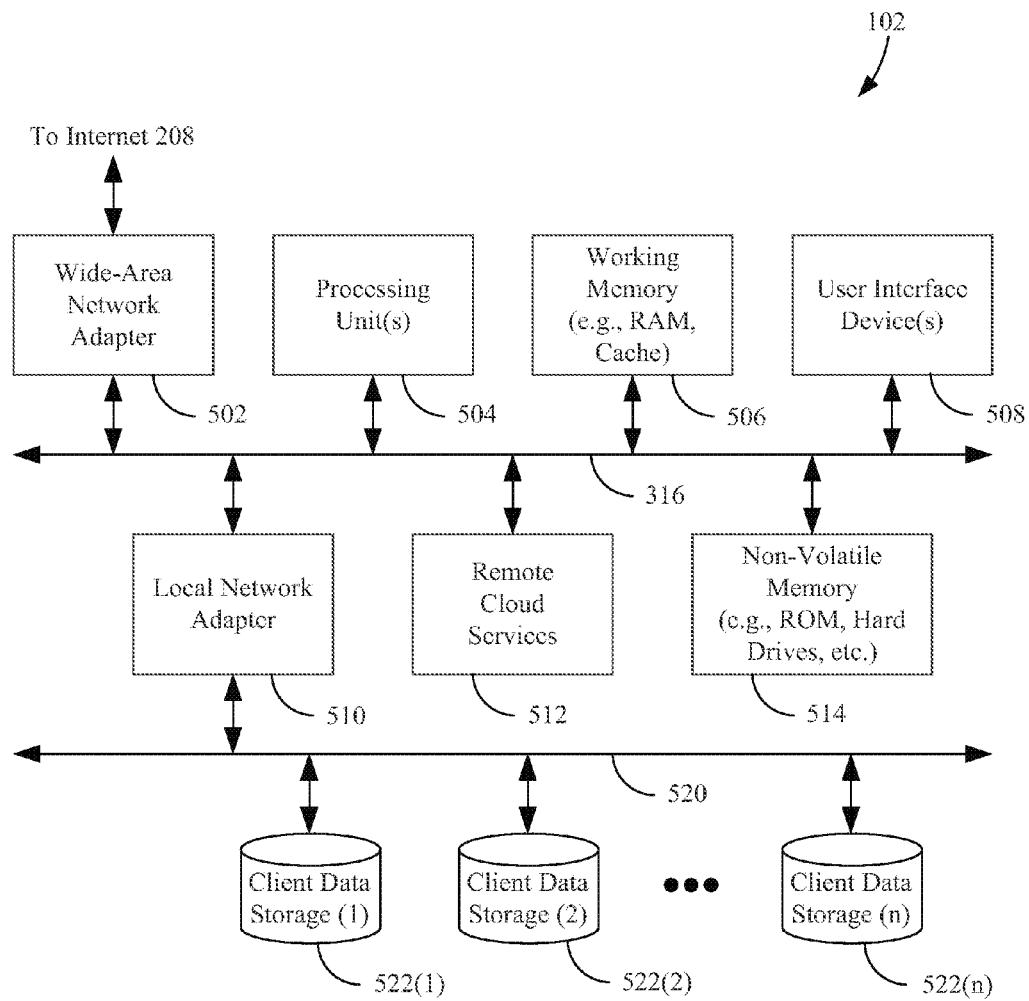 102
To Internet 208
Wide-Area
Network
Adapter
Processing
Unit(s)
Working
Memory
(e.g., RAM,
Cache)
User Interface
Device(s)
502
504
506
508
316
Local Network
Adapter
Remote
Cloud
Services
Non-Volatile
Memory
(e.g., ROM, Hard
Drives, etc.)
510
512
514
520
Client Data
Storage (1)
Client Data
Storage (2)
Client Data
Storage (n)
522(1)
522(2)
522(n)